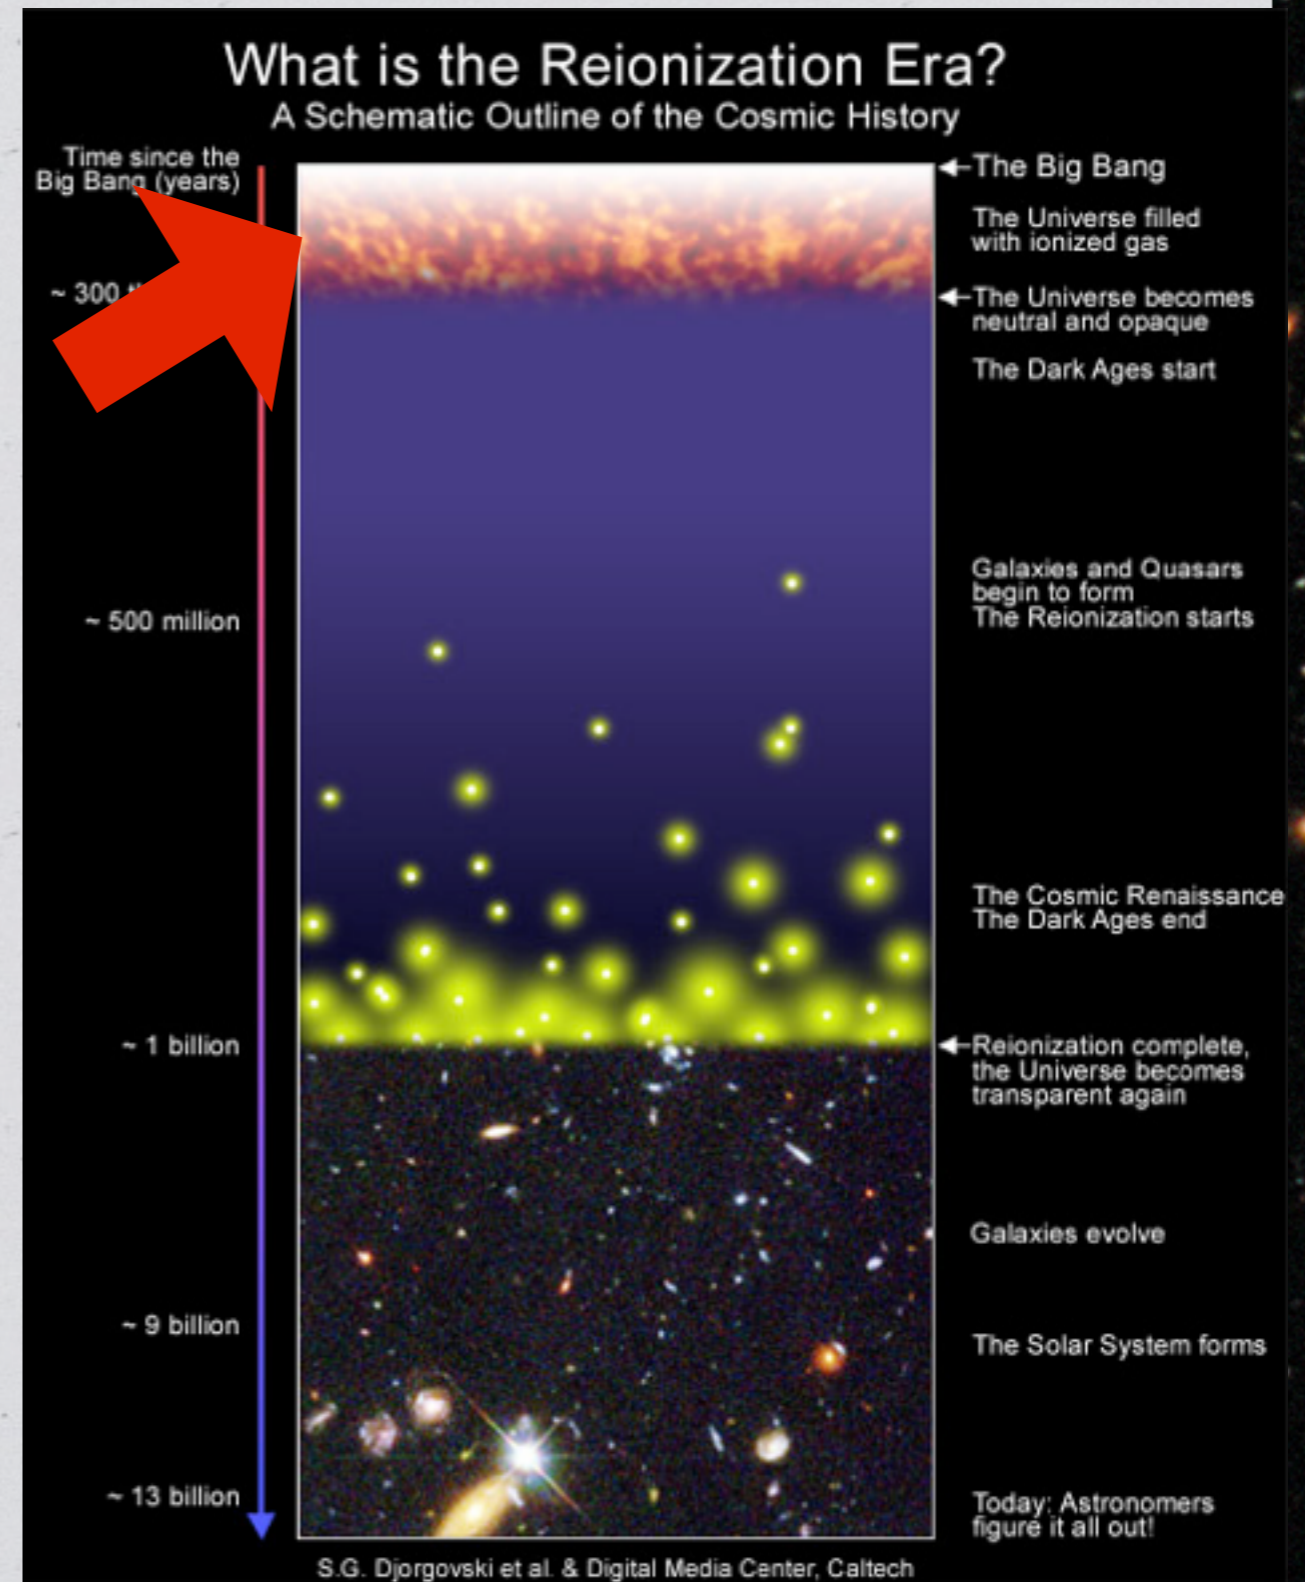 What is the Reionization Era?
A Schematic Outline of the Cosmic History
Time since the
Big Bang (years)
The Big Bang
The Universe filled
with ionized gas
~ 300
The Universe becomes
neutral and opaque
The Dark Ages start
Galaxies and Quasars
begin to form
The Reionization starts
~ 500 million
The Cosmic Renaissance
The Dark Ages end
~ 1 billion
Reionization complete,
the Universe becomes
transparent again
Galaxies evolve
~ 9 billion
The Solar System forms
~ 13 billion
Today: Astronomers
figure it all out!
S.G. Djorgovski et al. & Digital Media Center, Caltech